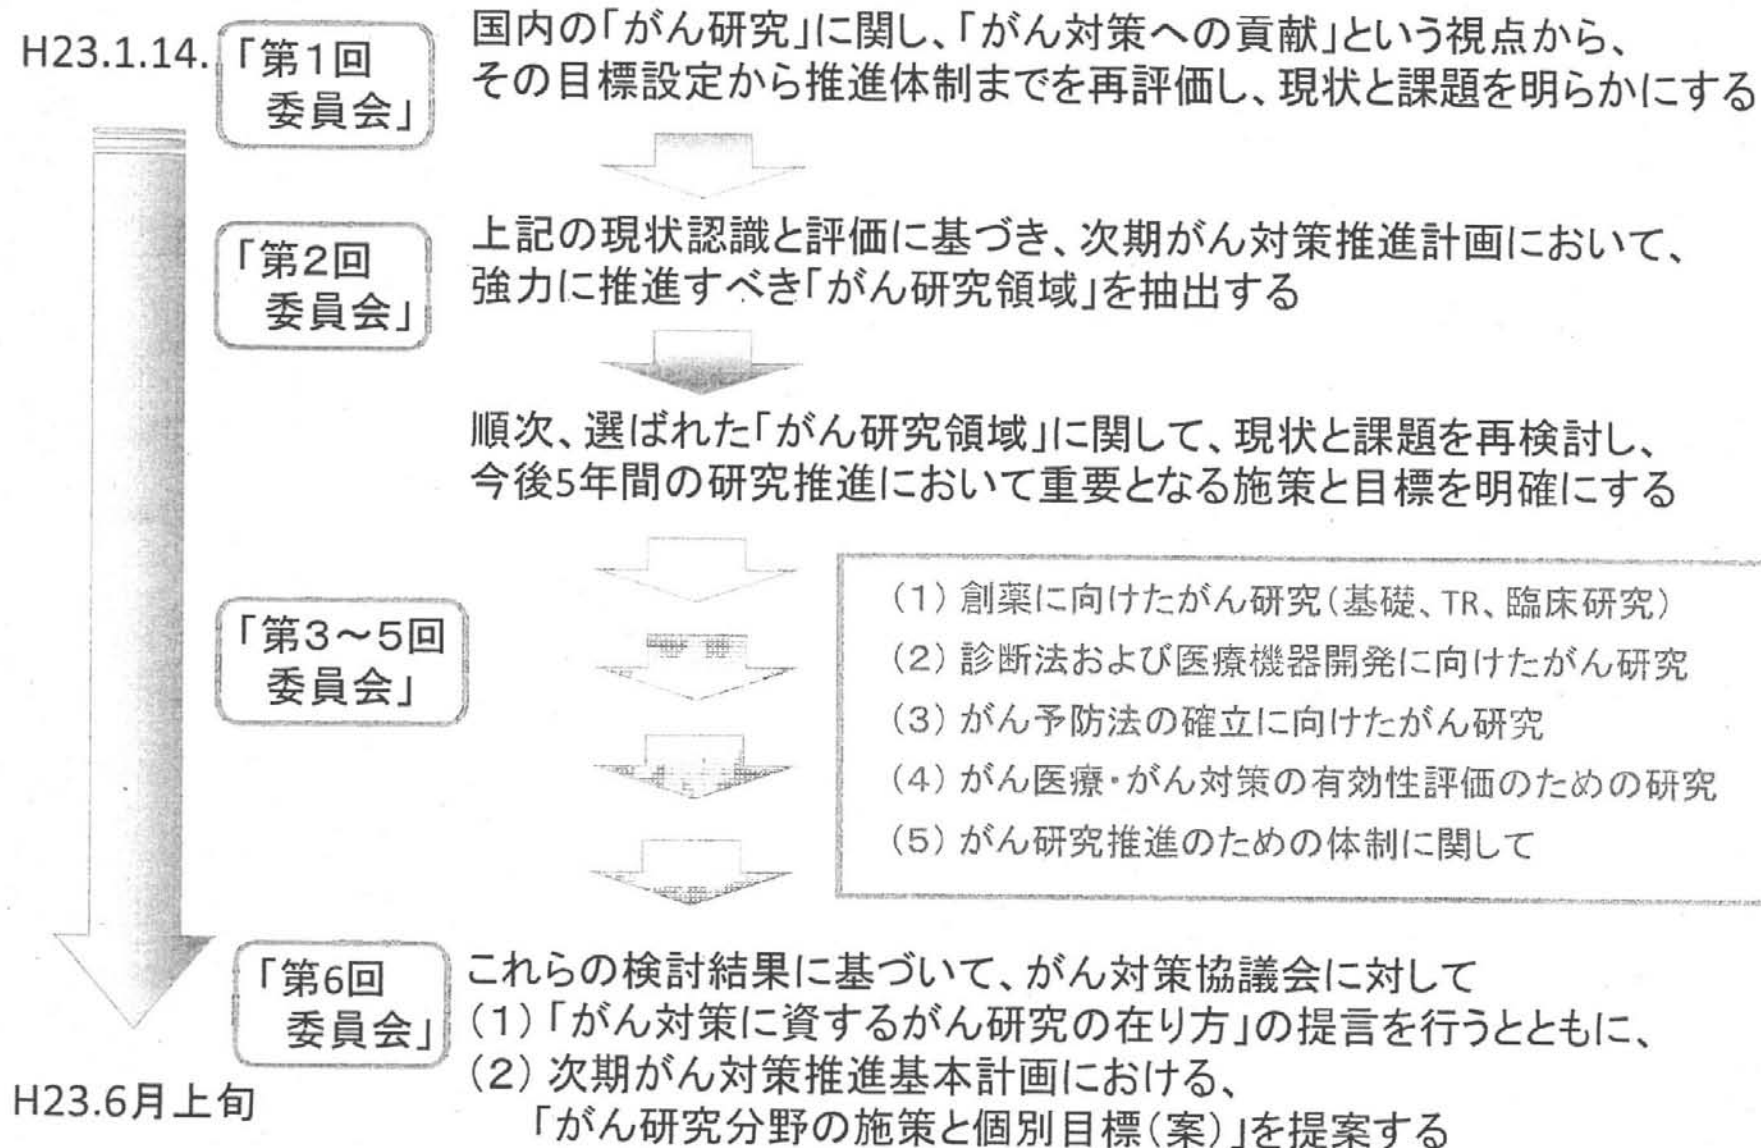 H23.1.14.
「第1回
委員会」
国内の「がん研究」に関し、「がん対策への貢献」という視点から、
その目標設定から推進体制までを再評価し、現状と課題を明らかにする
「第2回
委員会」
上記の現状認識と評価に基づき、次期がん対策推進計画において、
強力に推進すべき「がん研究領域」を抽出する
順次、選ばれた「がん研究領域」に関して、現状と課題を再検討し、
今後5年間の研究推進において重要となる施策と目標を明確にする
「第3～5回
委員会」
(1) 創薬に向けたがん研究(基礎、TR、臨床研究)
(2) 診断法および医療機器開発に向けたがん研究
(3) がん予防法の確立に向けたがん研究
(4) がん医療・がん対策の有効性評価のための研究
(5) がん研究推進のための体制に関して
「第6回
委員会」
これらの検討結果に基づいて、がん対策協議会に対して
(1)「がん対策に資するがん研究の在り方」の提言を行うとともに、
(2) 次期がん対策推進基本計画における、
「がん研究分野の施策と個別目標(案)」を提案する
H23.6月上旬